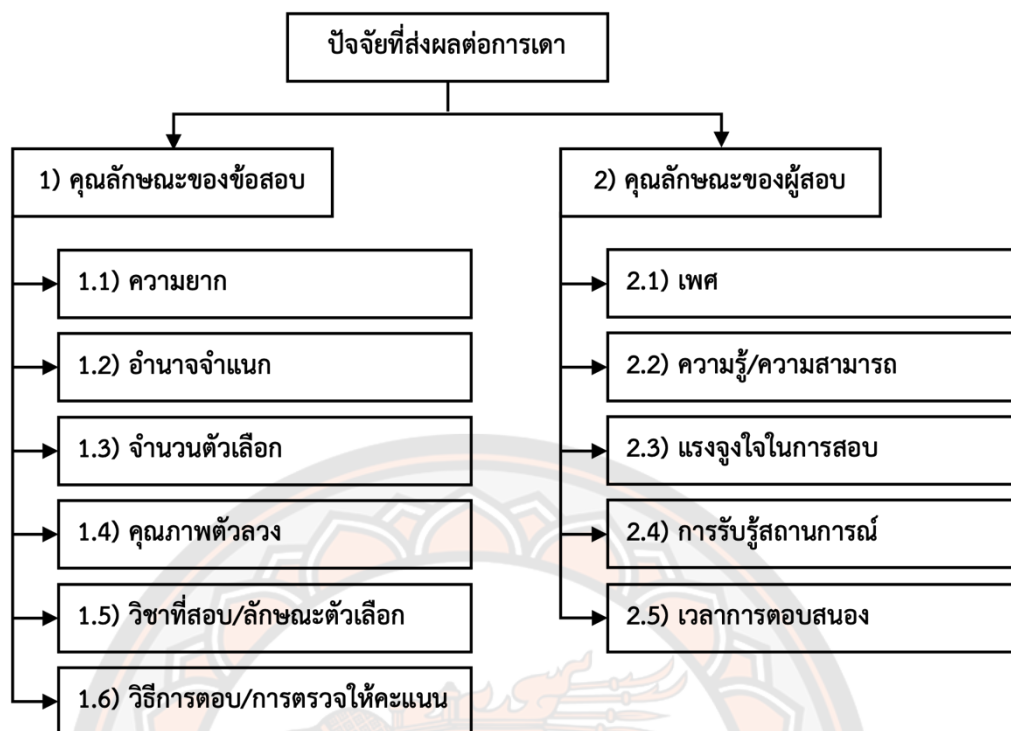 ปัจจัยที่ส่งผลต่อการเดา
1) คุณลักษณะของข้อสอบ
1.1) ความยาก
1.2) อำนาจจำแนก
1.3) จำนวนตัวเลือก
1.4) คุณภาพตัวลวง
1.5) วิชาที่สอบ/ลักษณะตัวเลือก
1.6) วิธีการตอบ/การตรวจให้คะแนน
2) คุณลักษณะของผู้สอบ
2.1) เพศ
2.2) ความรู้/ความสามารถ
2.3) แรงจูงใจในการสอบ
2.4) การรับรู้สถานการณ์
2.5) เวลาการตอบสนอง